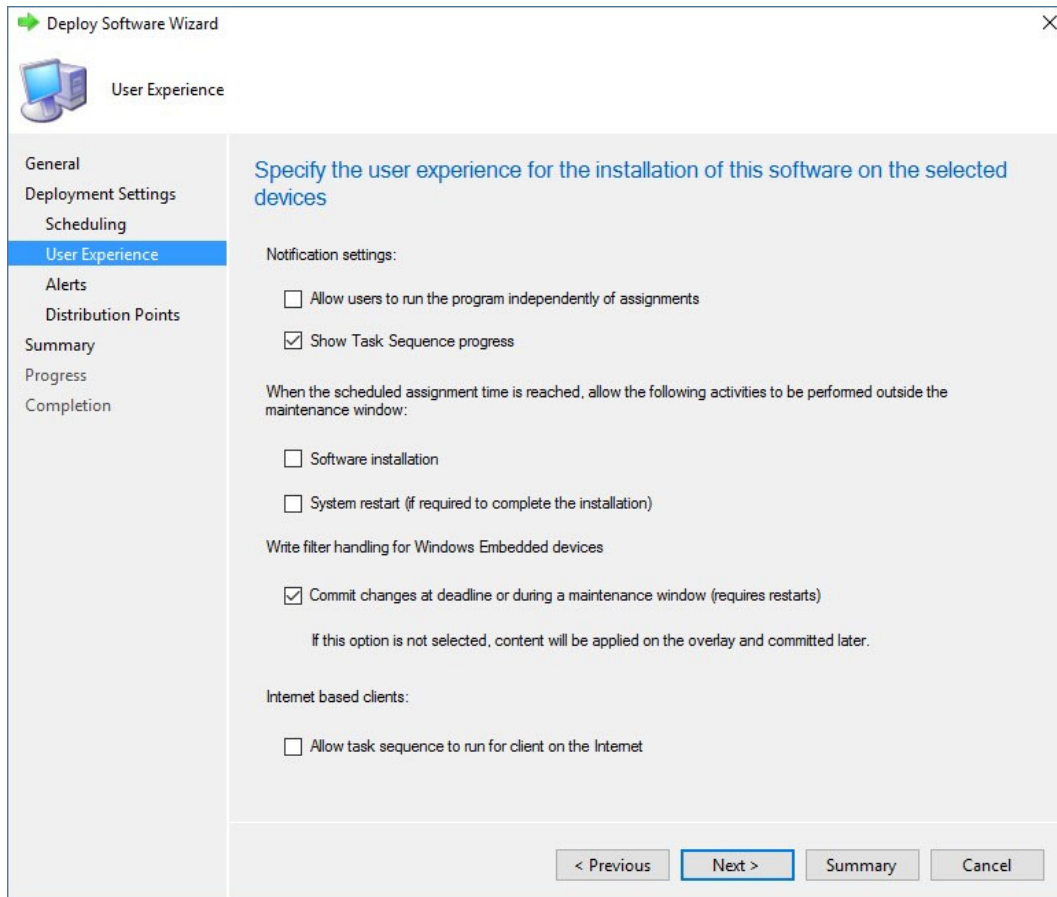 Deploy Software Wizard
User Experience
General
Deployment Settings
Scheduling
User Experience
Alerts
Distribution Points
Summary
Progress
Completion
Specify the user experience for the installation of this software on the selected
devices
Notification settings:
Allow users to run the program independently of assignments
Show Task Sequence progress
When the scheduled assignment time is reached, allow the following activities to be performed outside the
maintenance window:
Software installation
System restart (if required to complete the installation)
Write filter handling for Windows Embedded devices
Commit changes at deadline or during a maintenance window (requires restarts)
If this option is not selected, content will be applied on the overlay and committed later.
Internet based clients:
Allow task sequence to run for client on the Internet
< Previous
Next >
Summary
Cancel